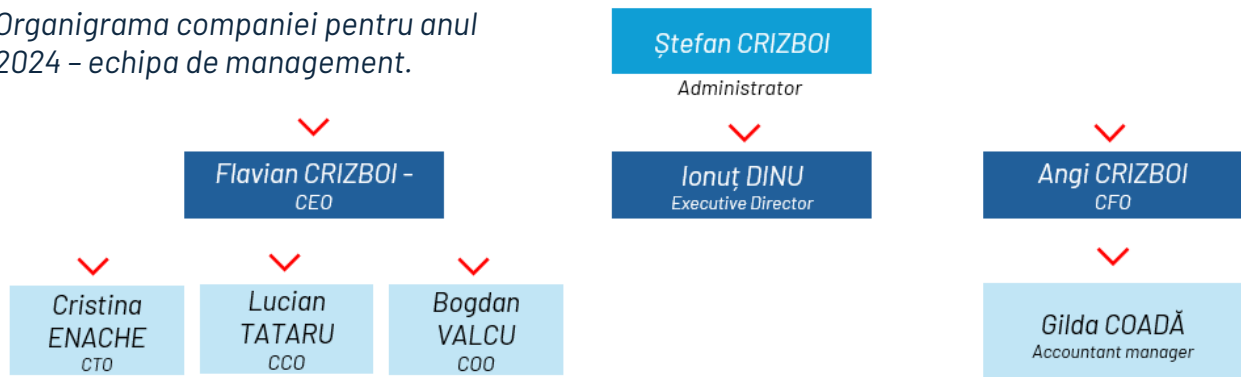 Organigrama companiei pentru anul
2024 – echipa de management.
Ștefan CRIZBOI
Administrator
Flavian CRIZBOI -
CEO
Ionuț DINU
Executive Director
Angi CRIZBOI
CFO
Cristina
ENACHE
CTO
Lucian
TATARU
CCO
Bogdan
VALCU
COO
Gilda COADĂ
Accountant manager